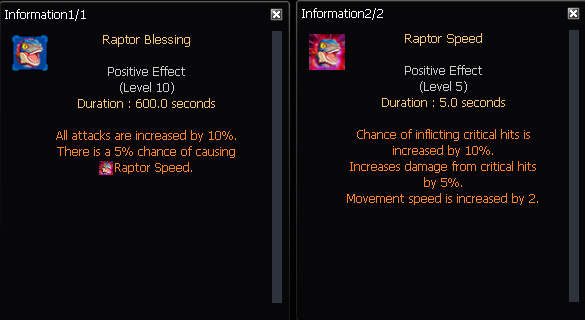 Information1/1
Raptor Blessing
Positive Effect
(Level 10)
Duration : 600.0 seconds
All attacks are increased by 10%.
There is a 5% chance of causing
Raptor Speed.
Information2/2
Raptor Speed
Positive Effect
(Level 5)
Duration : 5.0 seconds
Chance of inflicting critical hits is
increased by 10%.
Increases damage from critical hits
by 5%.
Movement speed is increased by 2.